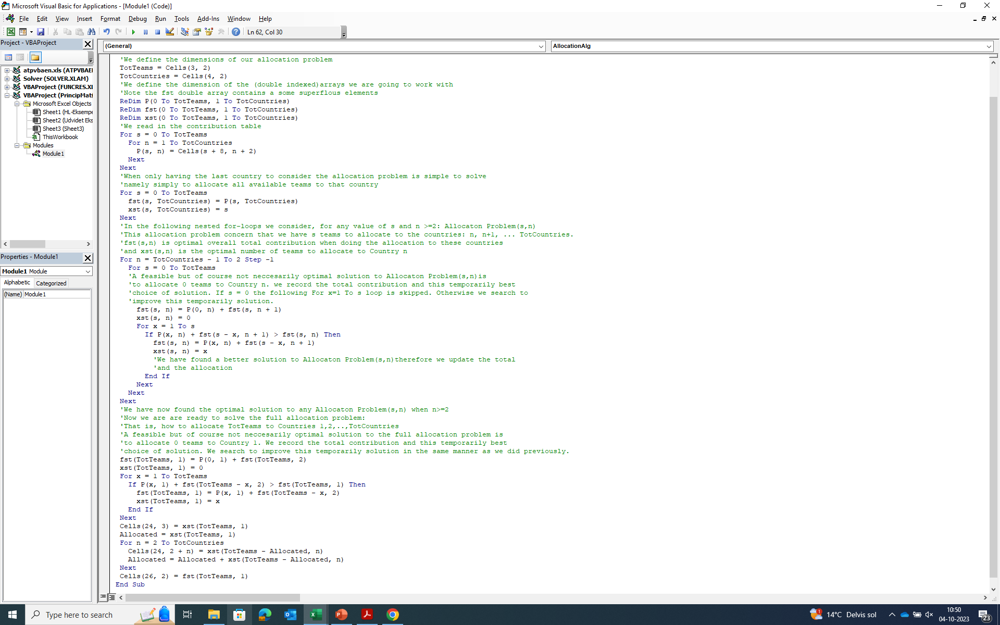 Microsoft Visual Basic for Applications - [Module1 (Code)]
File Edit View Insert Format Debug Run Tools Add-Ins Window Help
Ln 62, Col 30
Project - VBAProject
(General)
AllocationAlg
atpvbaen.xls (ATPVBAEI
Solver (SOLVER.XLAM)
VBAProject (FUNCRES.XL
VBAProject (PrincipMat
Microsoft Excel Objects
Sheet1 (HL-Eksempe
Sheet2 (Udvidet Eks
Sheet3 (Sheet3)
ThisWorkbook
Modules
Module1
Properties - Module1
Module1 Module
Alphabetic Categorized
(Name) Module1
'We define the dimensions of our allocation problem
TotTeams = Cells(3, 2)
TotCountries = Cells(4, 2)
'We define the dimension of the (double indexed)arrays we are going to work with
'Note the fst double array contains a some superflous elements
ReDim P(0 To TotTeams, 1 To TotCountries)
ReDim fst(0 To TotTeams, 1 To TotCountries)
ReDim xst(0 To TotTeams, 1 To TotCountries)
'We read in the contribution table
For s = 0 To TotTeams
For n = 1 To TotCountries
P(s, n) = Cells(s + 8, n + 2)
Next
Next
'When only having the last country to consider the allocation problem is simple to solve
'namely simply to allocate all available teams to that country
For s = 0 To TotTeams
fst(s, TotCountries) = P(s, TotCountries)
xst(s, TotCountries) = s
Next
'In the following nested for-loops we consider, for any value of s and n >=2: Allocaton Problem(s,n)
'This allocation problem concern that we have s teams to allocate to the countries: n, n+1, ... TotCountries.
'fst(s,n) is optimal overall total contribution when doing the allocation to these countries
'and xst(s,n) is the optimal number of teams to allocate to Country n
For n = TotCountries - 1 To 2 Step -1
For s = 0 To TotTeams
'A feasible but of course not neccesarily optimal solution to Allocaton Problem(s,n)is
'to allocate 0 teams to Country n. we record the total contribution and this temporarily best
'choice of solution. If s = 0 the following For x=1 To s loop is skipped. Otherwise we search to
'improve this temporarily solution.
fst(s, n) = P(0, n) + fst(s, n + 1)
xst(s, n) = 0
For x = 1 To s
If P(x, n) + fst(s - x, n + 1) > fst(s, n) Then
fst(s, n) = P(x, n) + fst(s - x, n + 1)
xst(s, n) = x
'We have found a better solution to Allocaton Problem(s,n)therefore we update the total
'and the allocation
End If
Next
Next
Next
'We have now found the optimal solution to any Allocaton Problem(s,n) when n>=2
'Now we are are ready to solve the full allocation problem:
'That is, how to allocate TotTeams to Countries 1,2,..,TotCountries
'A feasible but of course not neccesarily optimal solution to the full allocation problem is
'to allocate 0 teams to Country 1. We record the total contribution and this temporarily best
'choice of solution. We search to improve this temporarily solution in the same manner as we did previously.
fst(TotTeams, 1) = P(0, 1) + fst(TotTeams, 2)
xst(TotTeams, 1) = 0
For x = 1 To TotTeams
If P(x, 1) + fst(TotTeams - x, 2) > fst(TotTeams, 1) Then
fst(TotTeams, 1) = P(x, 1) + fst(TotTeams - x, 2)
xst(TotTeams, 1) = x
End If
Next
Cells(24, 3) = xst(TotTeams, 1)
Allocated = xst(TotTeams, 1)
For n = 2 To TotCountries
Cells(24, 2 + n) = xst(TotTeams - Allocated, n)
Allocated = Allocated + xst(TotTeams - Allocated, n)
Next
Cells(26, 2) = fst(TotTeams, 1)
End Sub
Type here to search
14°C Delvis sol
10:50
04-10-2023
23